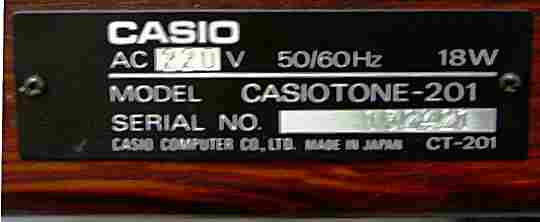 CASIO
AC 220 V 50/60Hz 18W
MODEL CASIOTONE-201
SERIAL NO.
CASIO COMPUTER CO., LTD. MADE IN JAPAN CT-201